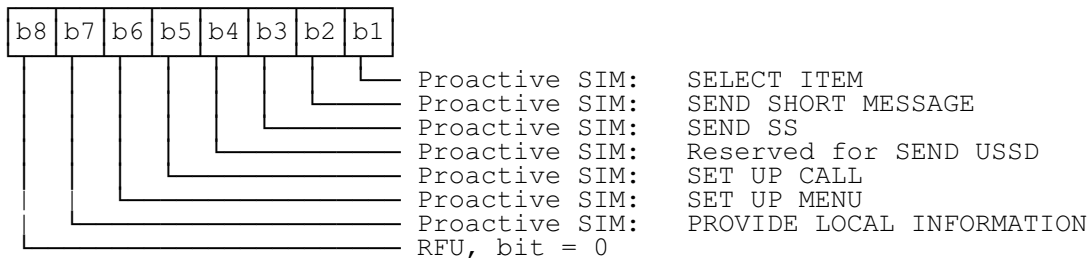 b8 b7 b6 b5 b4 b3 b2 b1
Proactive SIM: SELECT ITEM
Proactive SIM: SEND SHORT MESSAGE
Proactive SIM: SEND SS
Proactive SIM: Reserved for SEND USSD
Proactive SIM: SET UP CALL
Proactive SIM: SET UP MENU
Proactive SIM: PROVIDE LOCAL INFORMATION
RFU, bit = 0